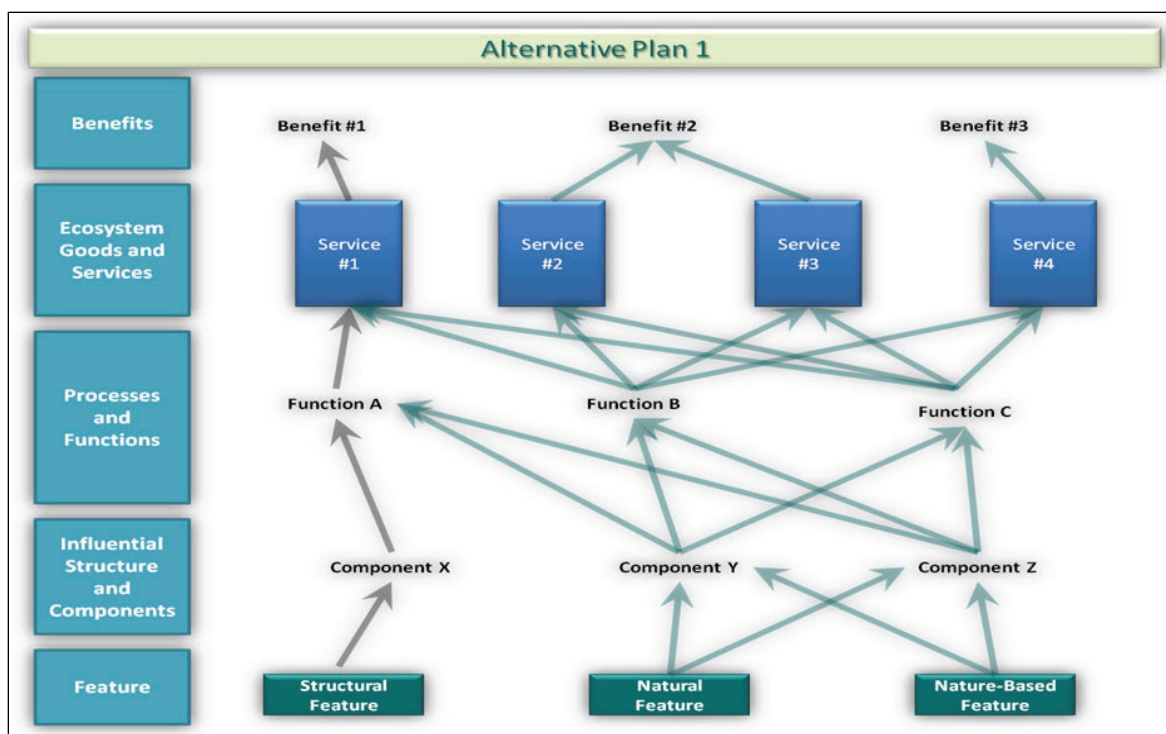 Alternative Plan 1
Benefits
Benefit #1
Benefit #2
Benefit #3
Ecosystem
Goods and
Services
Service
#1
Service
#2
Service
#3
Service
#4
Processes
and
Functions
Function A
Function B
Function C
Influential
Structure
and
Components
Component X
Component Y
Component Z
Feature
Structural
Feature
Natural
Feature
Nature-Based
Feature